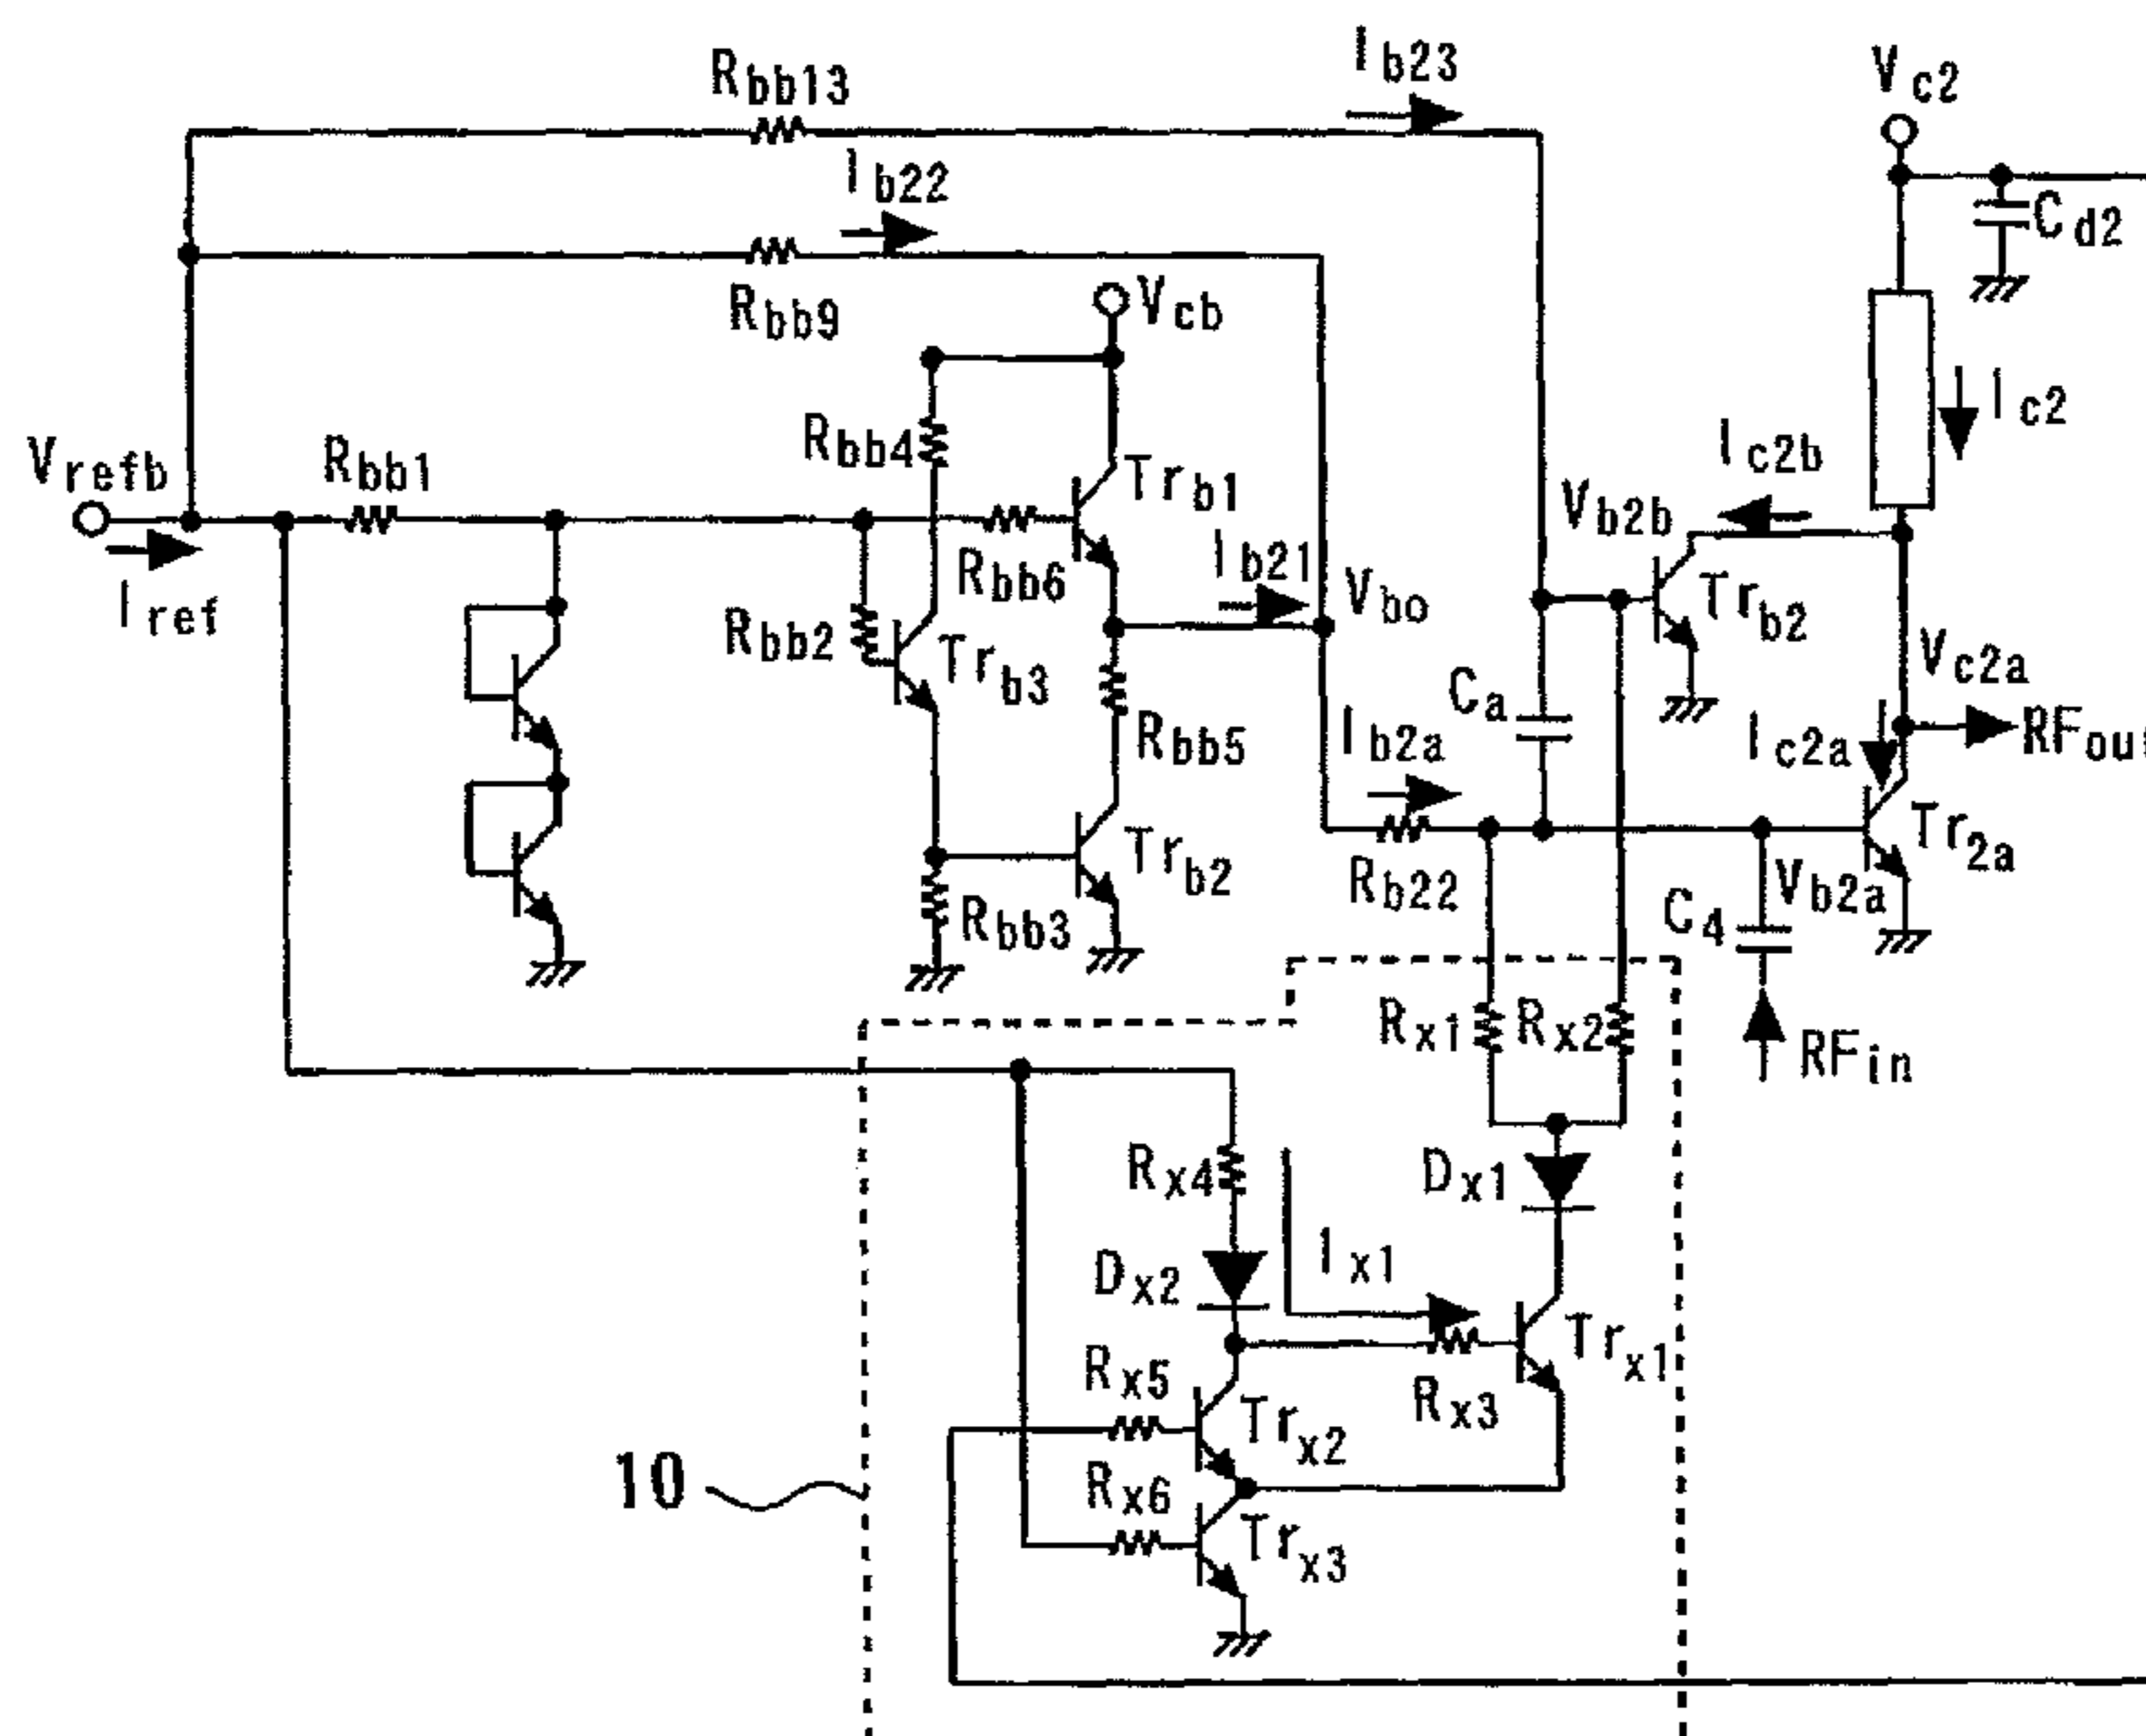 Rbb13
Ib23
Vc2
Ib22
Cd2
Rbb9
Vcb
Ic2
Rbb4
Trb1
Ic2b
Vrefb
Rbb1
Vb2b
Iref
Rbb6
Ib21
Vbo
Trb2
Rbb2
Trb3
Vc2a
Ca
Ib2a
Rbb5
Ic2a
RFout
Trb2
Tr2a
Rb22
Vb2a
Rbb3
C4
Rx1
Rx2
RFin
Rx4
Dx1
Dx2
Ix1
Trx1
Rx5
Rx3
Trx2
10
Rx6
Trx3